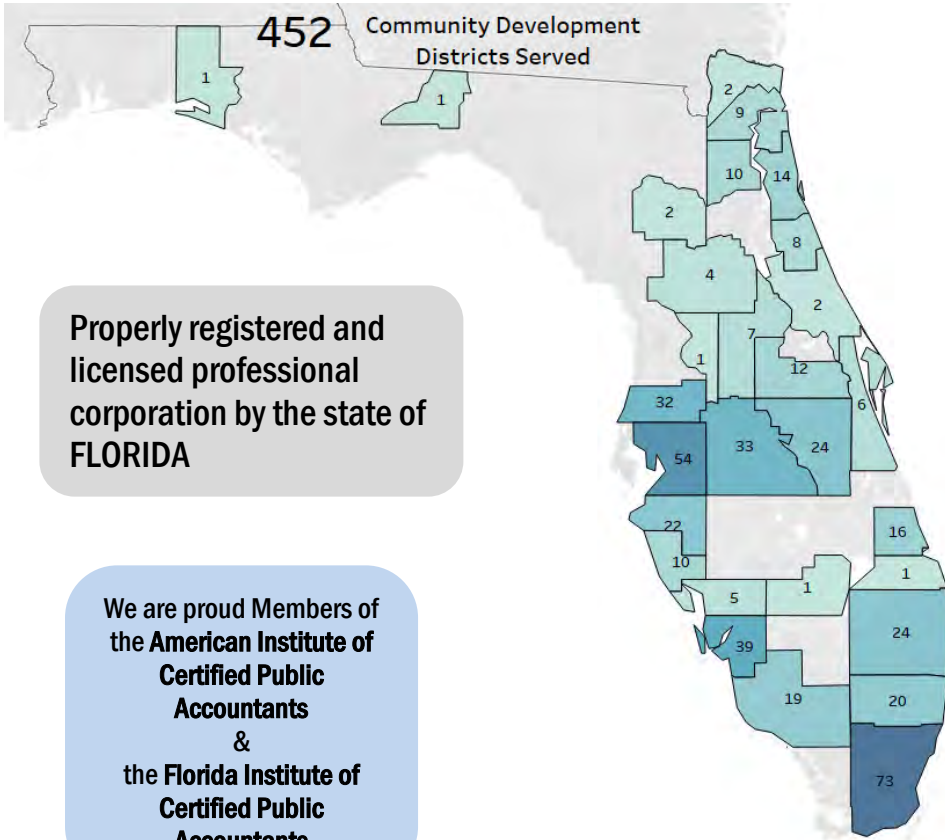 452 Community Development
Districts Served
1
1
2
9
10
14
2
8
4
2
7
1
12
6
32
33
24
54
22
16
10
1
1
5
24
39
19
20
73
Properly registered and
licensed professional
corporation by the state of
FLORIDA
We are proud Members of
the American Institute of
Certified Public
Accountants
&
the Florida Institute of
Certified Public
Accountants